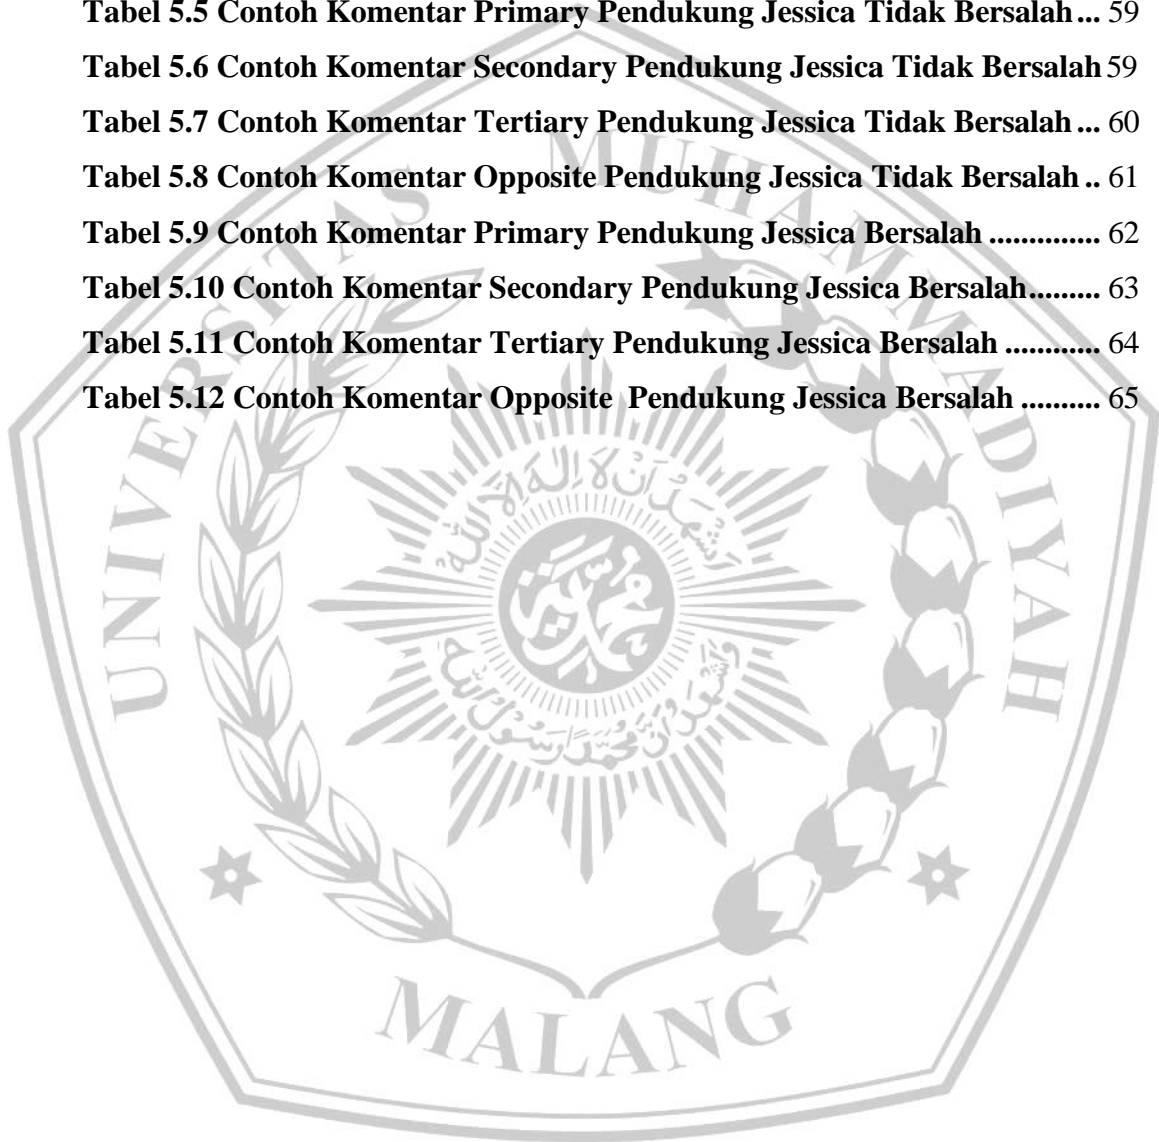 Tabel 5.5 Contoh Komentar Primary Pendukung Jessica Tidak Bersalah ... 59
Tabel 5.6 Contoh Komentar Secondary Pendukung Jessica Tidak Bersalah 59
Tabel 5.7 Contoh Komentar Tertiary Pendukung Jessica Tidak Bersalah ... 60
Tabel 5.8 Contoh Komentar Opposite Pendukung Jessica Tidak Bersalah .. 61
Tabel 5.9 Contoh Komentar Primary Pendukung Jessica Bersalah .............. 62
Tabel 5.10 Contoh Komentar Secondary Pendukung Jessica Bersalah......... 63
Tabel 5.11 Contoh Komentar Tertiary Pendukung Jessica Bersalah ............ 64
Tabel 5.12 Contoh Komentar Opposite  Pendukung Jessica Bersalah .......... 65
UNIVERSITAS MUHAMMADIYAH
MALANG